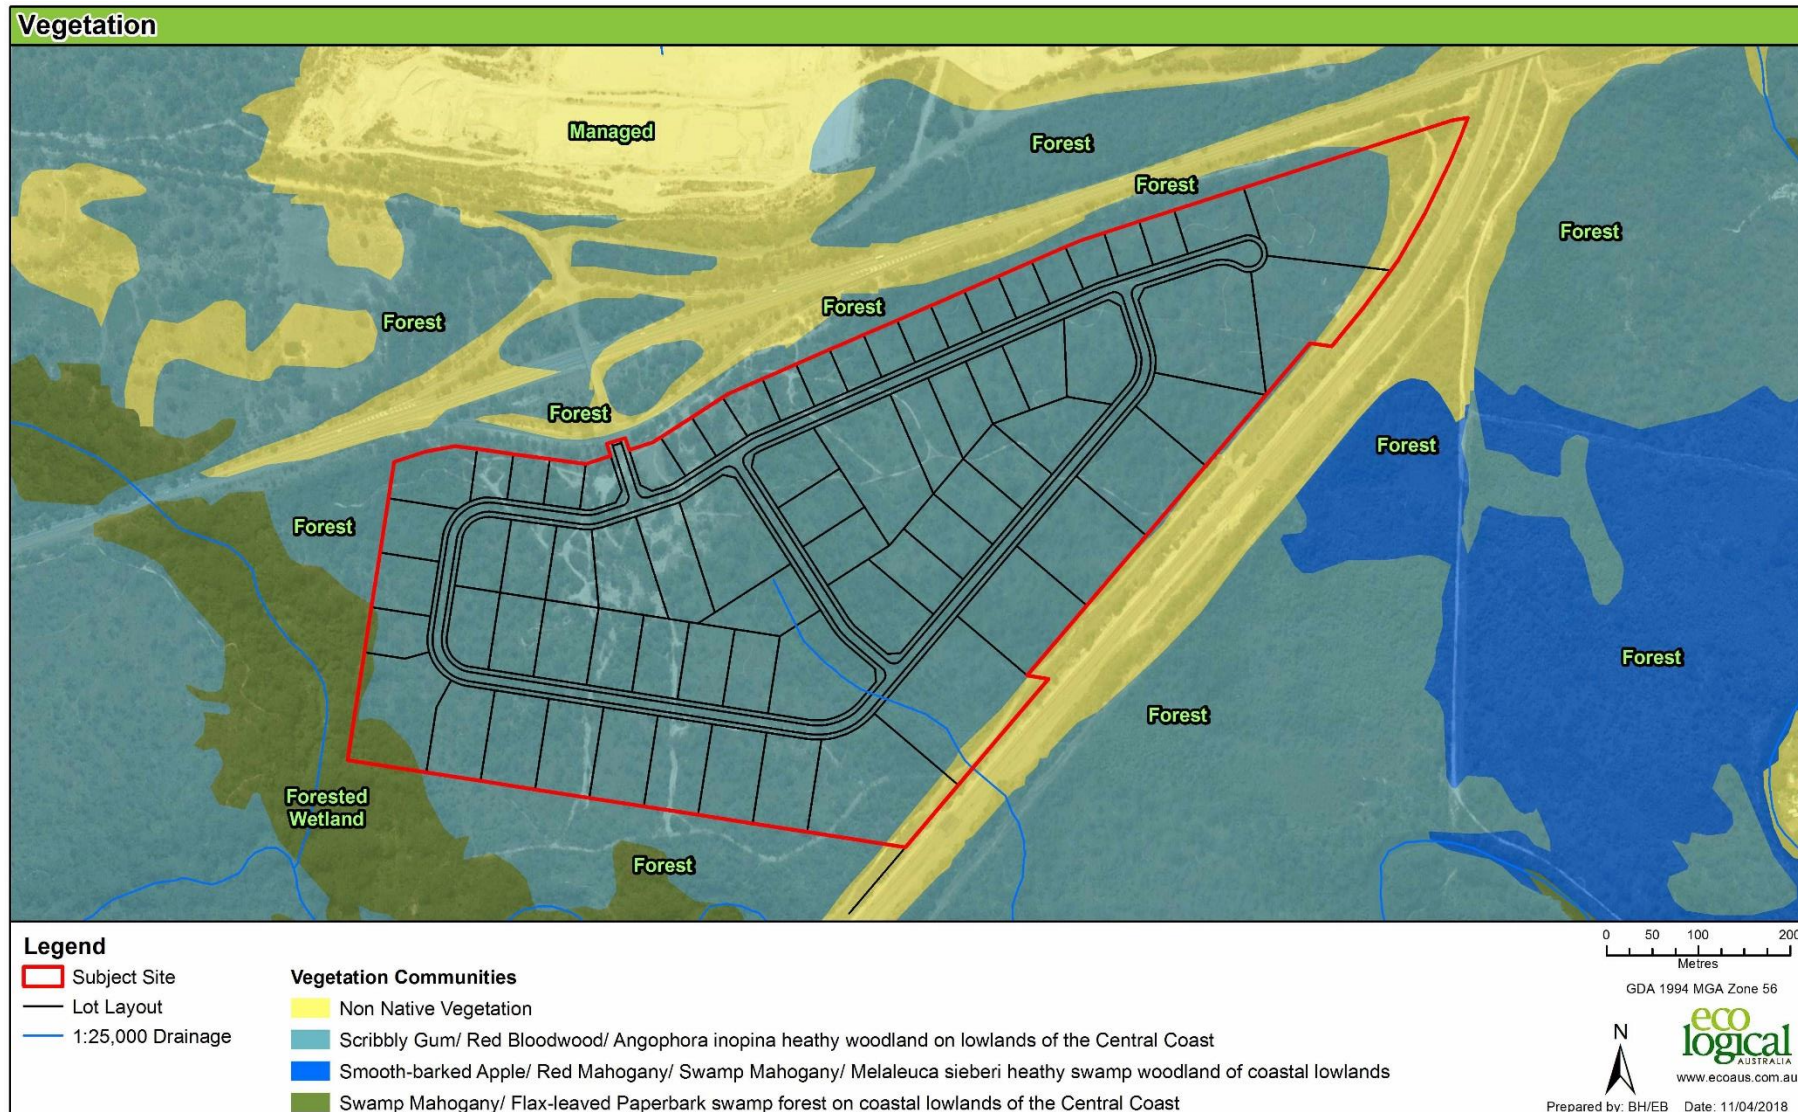 Vegetation
Managed
Forest
Forest
Forest
Forest
Forest
Forest
Forest
Forest
Forest
Forest
Forest
Forested
Wetland
Forest
Legend
Subject Site
Lot Layout
1:25,000 Drainage
Vegetation Communities
Non Native Vegetation
Scribbly Gum/ Red Bloodwood/ Angophora inopina heathy woodland on lowlands of the Central Coast
Smooth-barked Apple/ Red Mahogany/ Swamp Mahogany/ Melaleuca sieberi heathy swamp woodland of coastal lowlands
Swamp Mahogany/ Flax-leaved Paperbark swamp forest on coastal lowlands of the Central Coast
0 50 100 200
Metres
GDA 1994 MGA Zone 56
N
eco
logical
AUSTRALIA
www.ecoaus.com.au
Prepared by: BH/EB Date: 11/04/2018